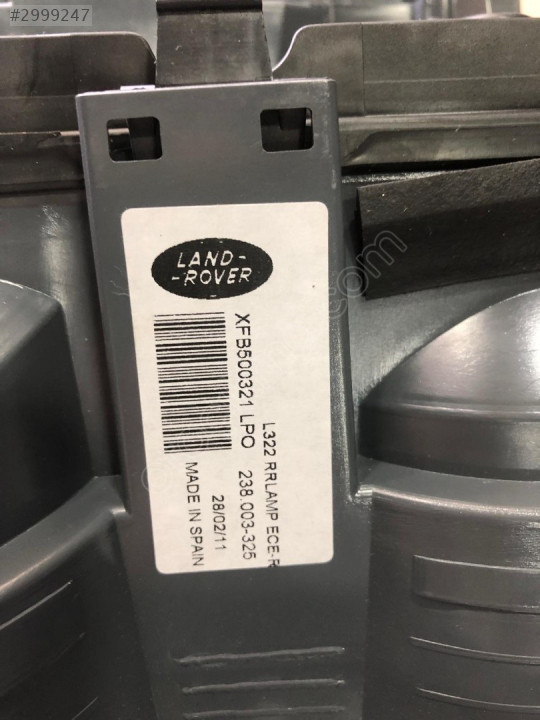 #2999247
LAND-
-ROVER
L322 RRLAMP ECE-R
XFB500321 LPO 238.003-325
28/02/11
MADE IN SPAIN